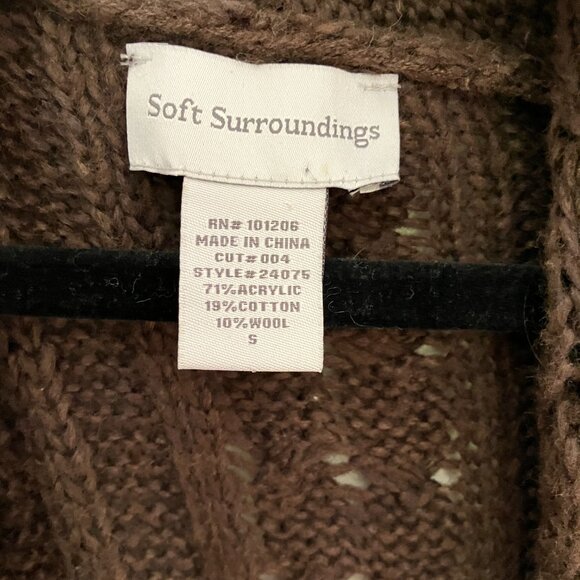 Soft Surroundings
RN# 101206
MADE IN CHINA
CUT# 004
STYLE#24075
71%ACRYLIC
19%COTTON
10%WOOL
S